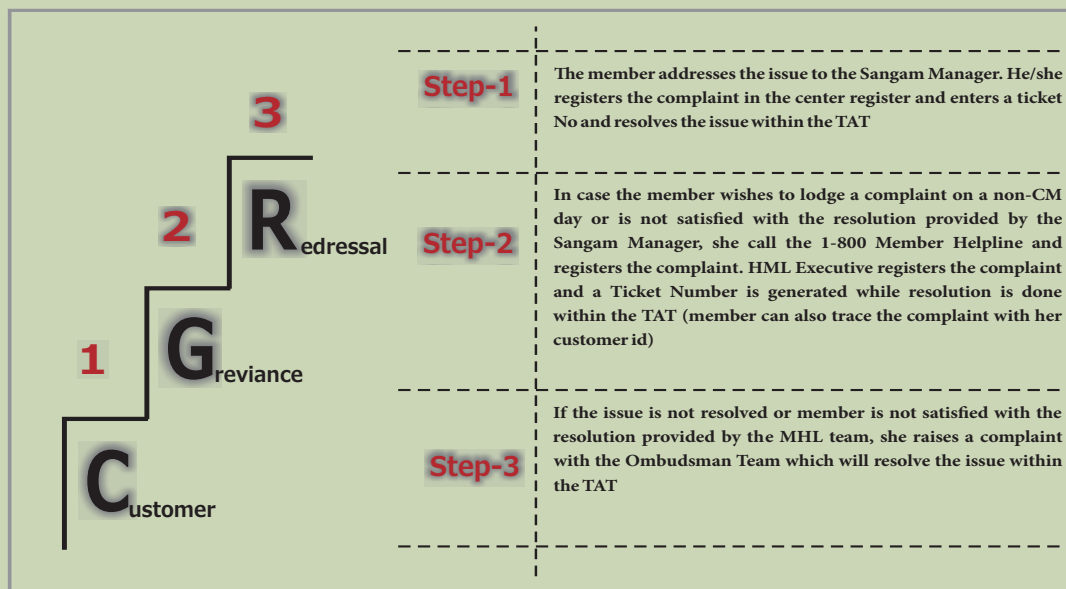 3
2
1
Redressal
Greviance
Customer
Step-1
The member addresses the issue to the Sangam Manager. He/she
registers the complaint in the center register and enters a ticket
No and resolves the issue within the TAT
Step-2
In case the member wishes to lodge a complaint on a non-CM
day or is not satisfied with the resolution provided by the
Sangam Manager, she call the 1-800 Member Helpline and
registers the complaint. HML Executive registers the complaint
and a Ticket Number is generated while resolution is done
within the TAT (member can also trace the complaint with her
customer id)
Step-3
If the issue is not resolved or member is not satisfied with the
resolution provided by the MHL team, she raises a complaint
with the Ombudsman Team which will resolve the issue within
the TAT